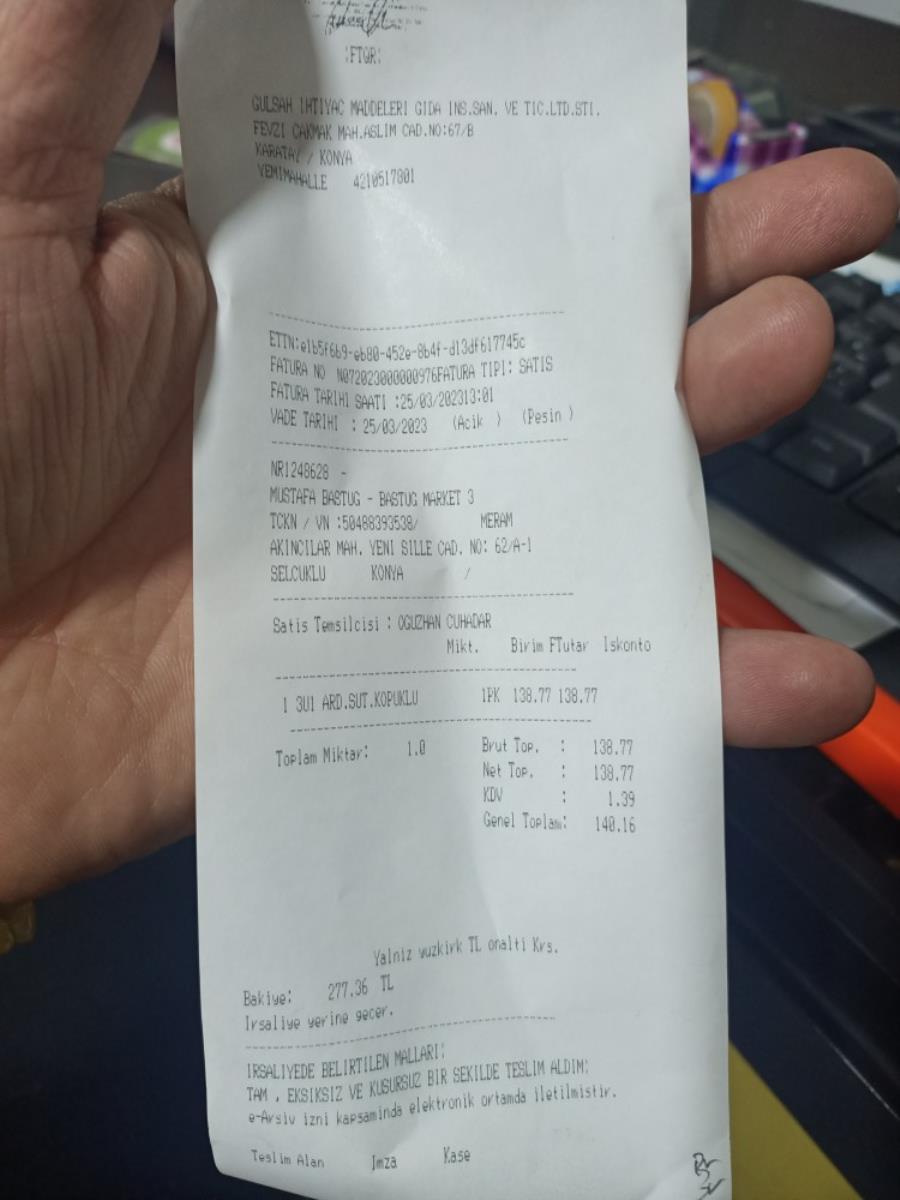 :FTQR:
GULSAH IHTIYAC MADDELERI GIDA INS.SAN. VE TIC.LTD.STI.
FEVZI CAKMAK MAH.ASLIM CAD.NO:67/B
KARATAY / KONYA
YENIMAHALLE 4210517801
ETTN:e1b5f6b9-eb80-452e-8b4f-d13df617745c
FATURA NO N072023000000976FATURA TIPI: SATIS
FATURA TARIHI SAATI :25/03/202313:01
VADE TARIHI : 25/03/2023 (Acik ) (Pesin )
NR1248628 -
MUSTAFA BASTUG - BASTUG MARKET 3
TCKN / VN :50488393538/ MERAM
AKINCILAR MAH. YENI SILLE CAD. NO: 62/A-1
SELCUKLU KONYA /
Satis Temsilcisi : OGUZHAN CUHADAR
Mikt. Birim FTutar Iskonto
1 3U1 ARD.SUT.KOPUKLU 1PK 138.77 138.77
Toplam Miktar: 1.0 Brut Top. : 138.77
Net Top. : 138.77
KDV : 1.39
Genel Toplam: 140.16
Yalniz yuzkirk TL onalti Krs.
Bakiye: 277.36 TL
Irsaliye yerine gecer.
IRSALIYEDE BELIRTILEN MALLARI:
TAM , EKSIKSIZ VE KUSURSUZ BIR SEKILDE TESLIM ALDIM:
e-Arsiv izni kapsaminda elektronik ortamda iletilmistir.
Teslim Alan Imza Kase